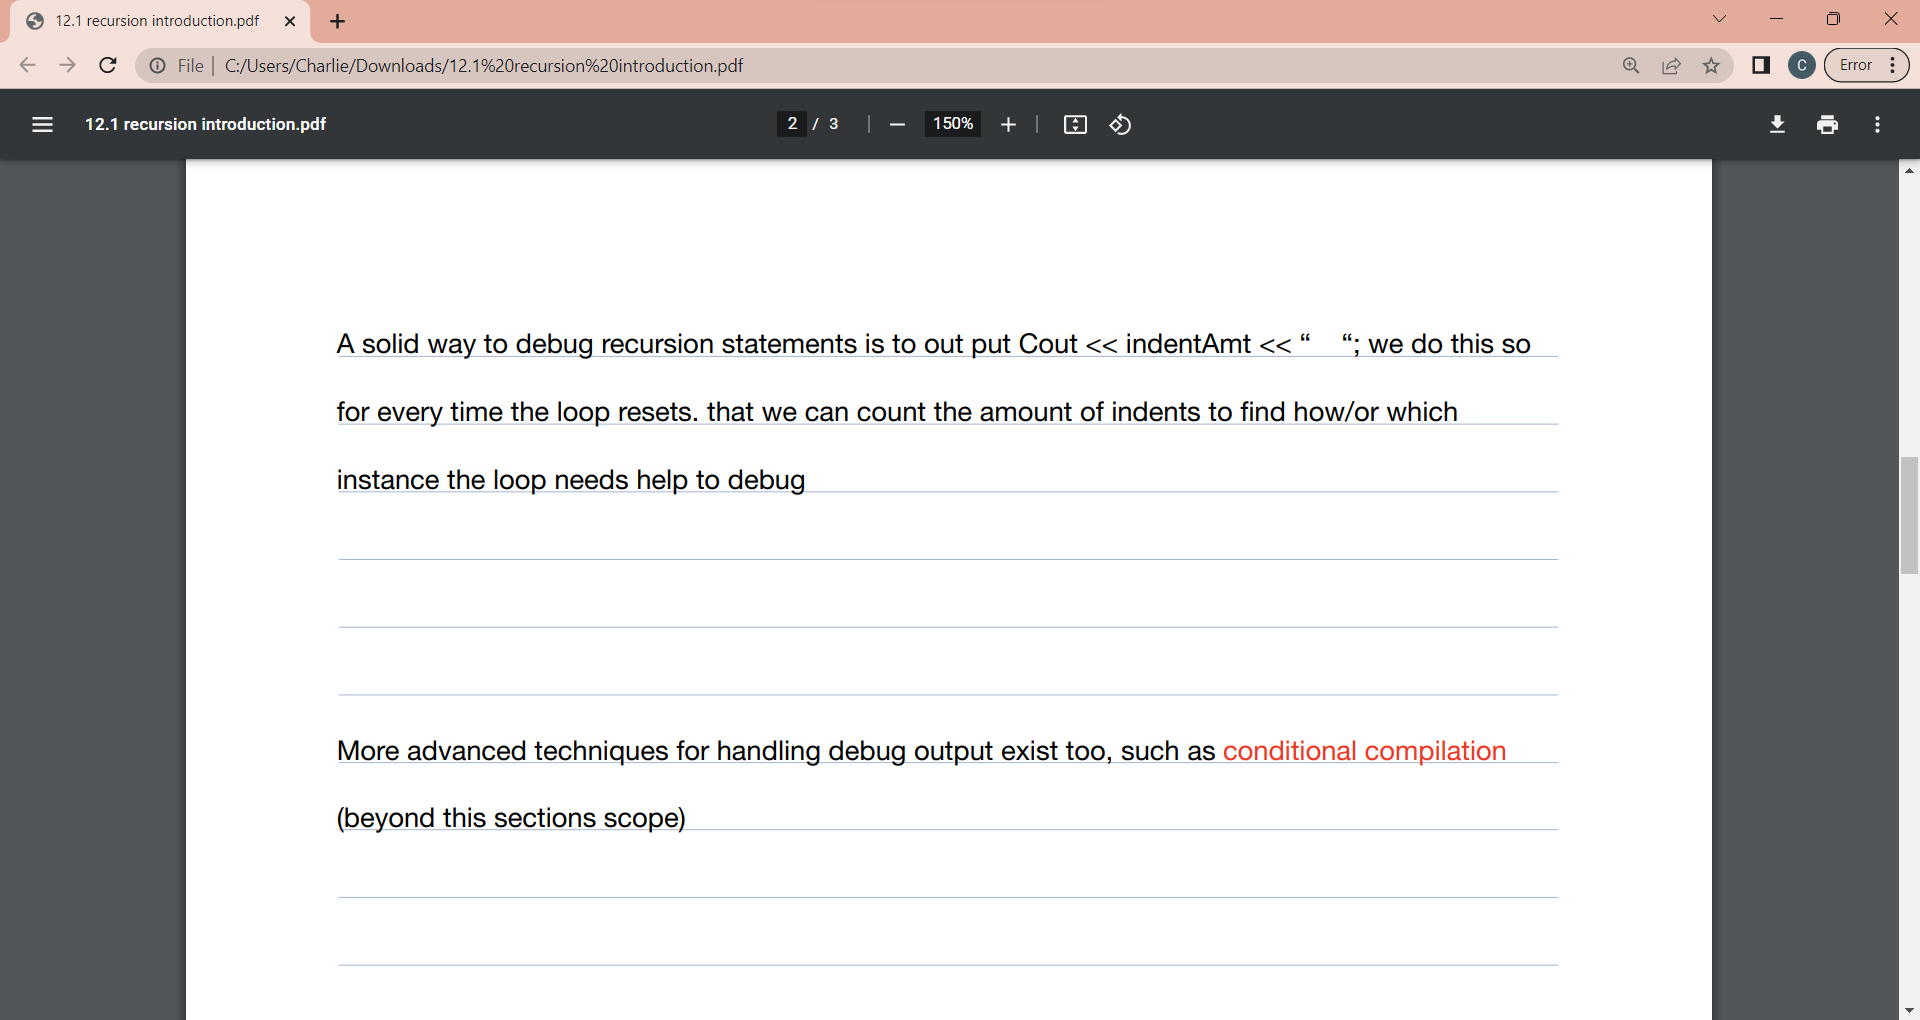 12.1 recursion introduction.pdf
File | C:/Users/Charlie/Downloads/12.1%20recursion%20introduction.pdf
C
Error
12.1 recursion introduction.pdf
2 / 3
150%
A solid way to debug recursion statements is to out put Cout << indentAmt << “    “; we do this so
for every time the loop resets. that we can count the amount of indents to find how/or which
instance the loop needs help to debug
More advanced techniques for handling debug output exist too, such as conditional compilation
(beyond this sections scope)